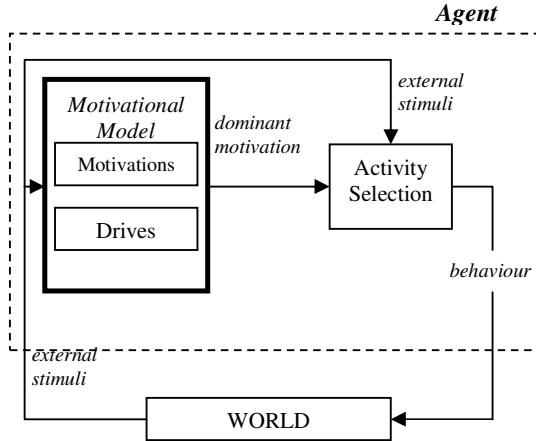 Agent
external
stimuli
Motivational
Model
dominant
motivation
Motivations
Activity
Selection
Drives
behaviour
external
stimuli
WORLD